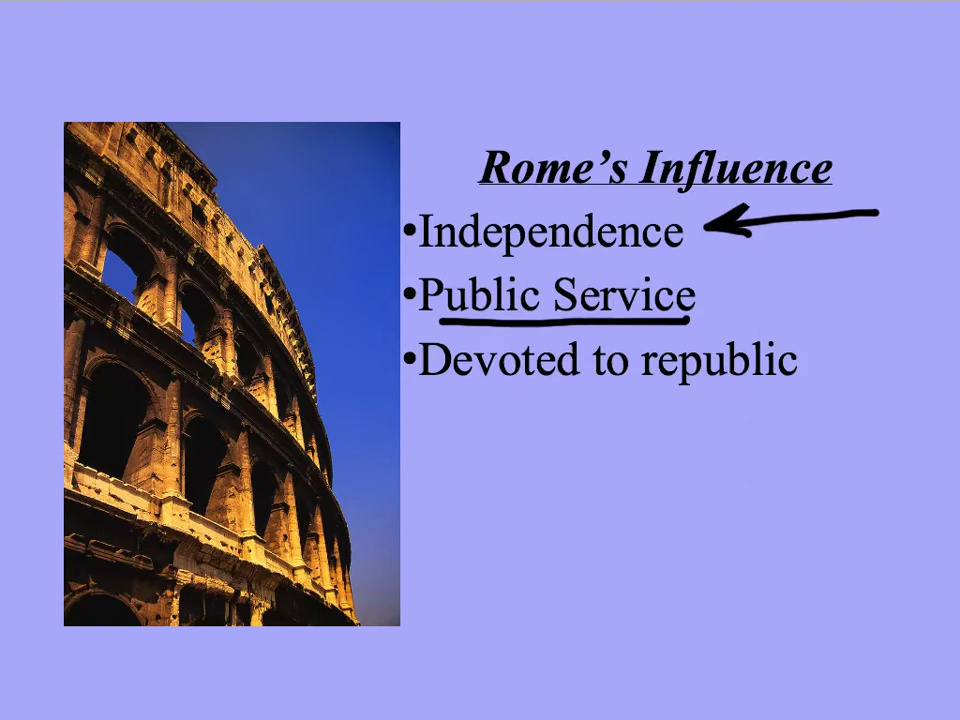 Rome’s Influence
•Independence
•Public Service
•Devoted to republic